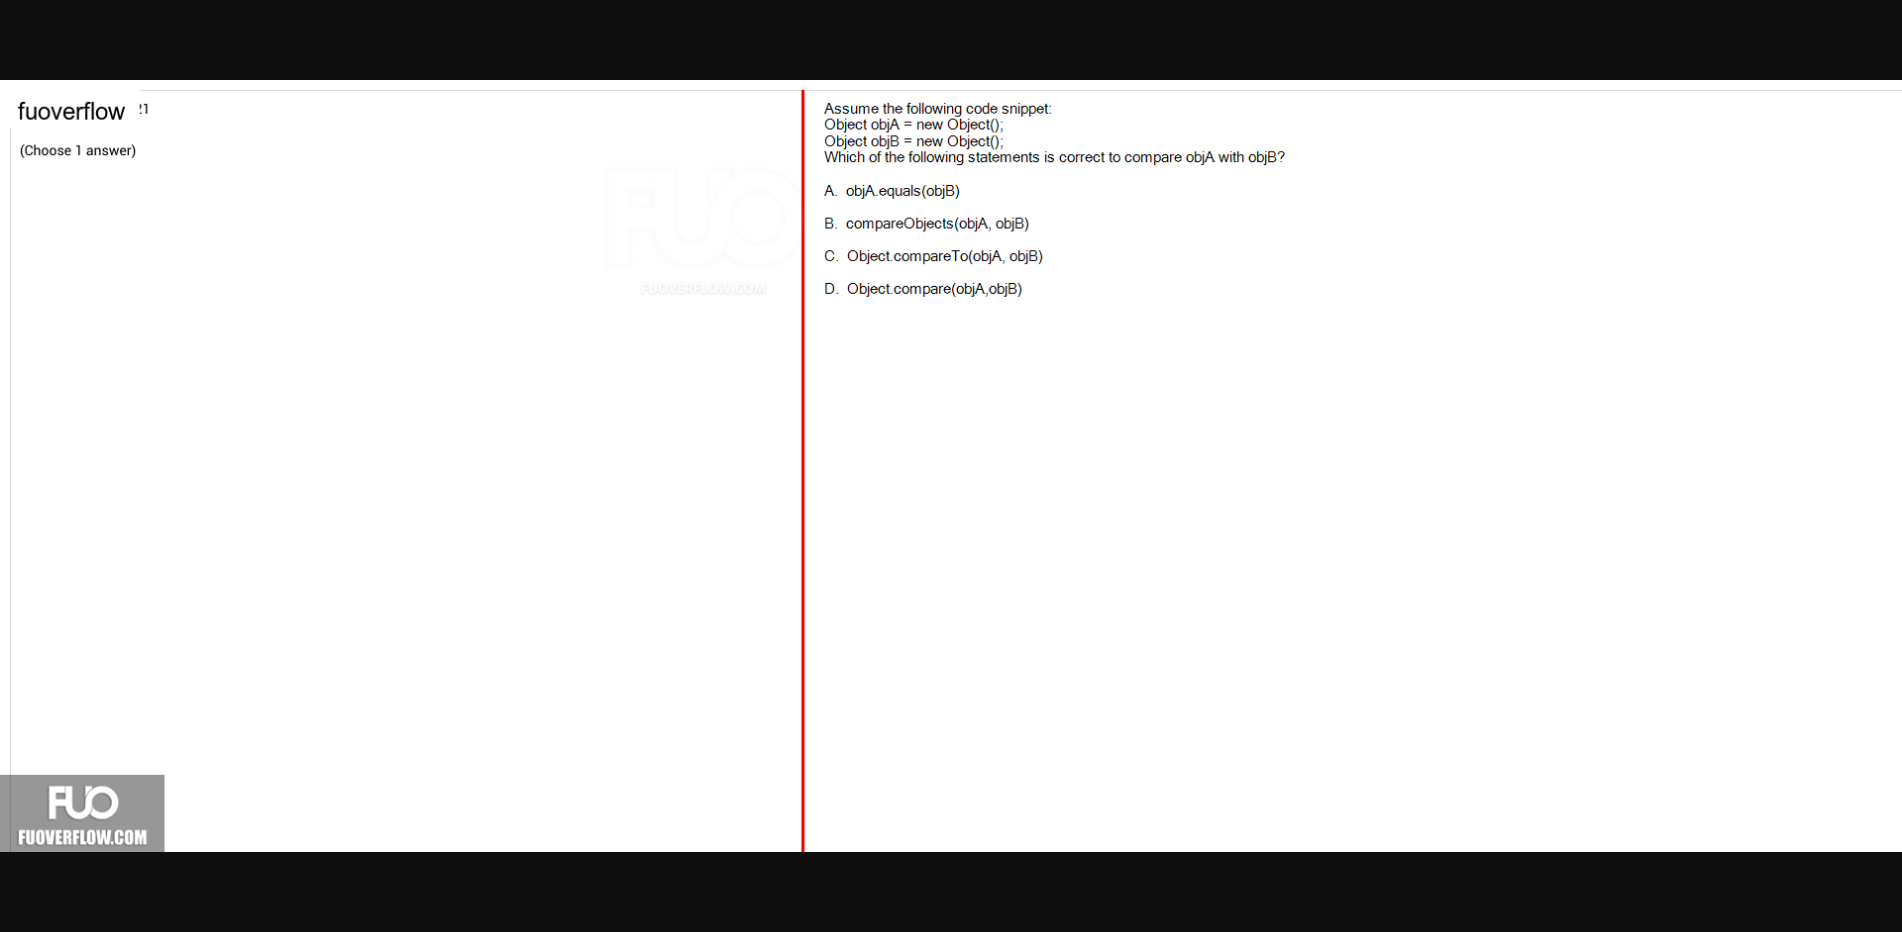 fuoverflow
21
(Choose 1 answer)
Assume the following code snippet:
Object objA = new Object();
Object objB = new Object();
Which of the following statements is correct to compare objA with objB?
A. objA.equals(objB)
B. compareObjects(objA, objB)
C. Object.compareTo(objA, objB)
D. Object.compare(objA,objB)
FUO
FUOVERFLOW.COM
FUO
FUOVERFLOW.COM